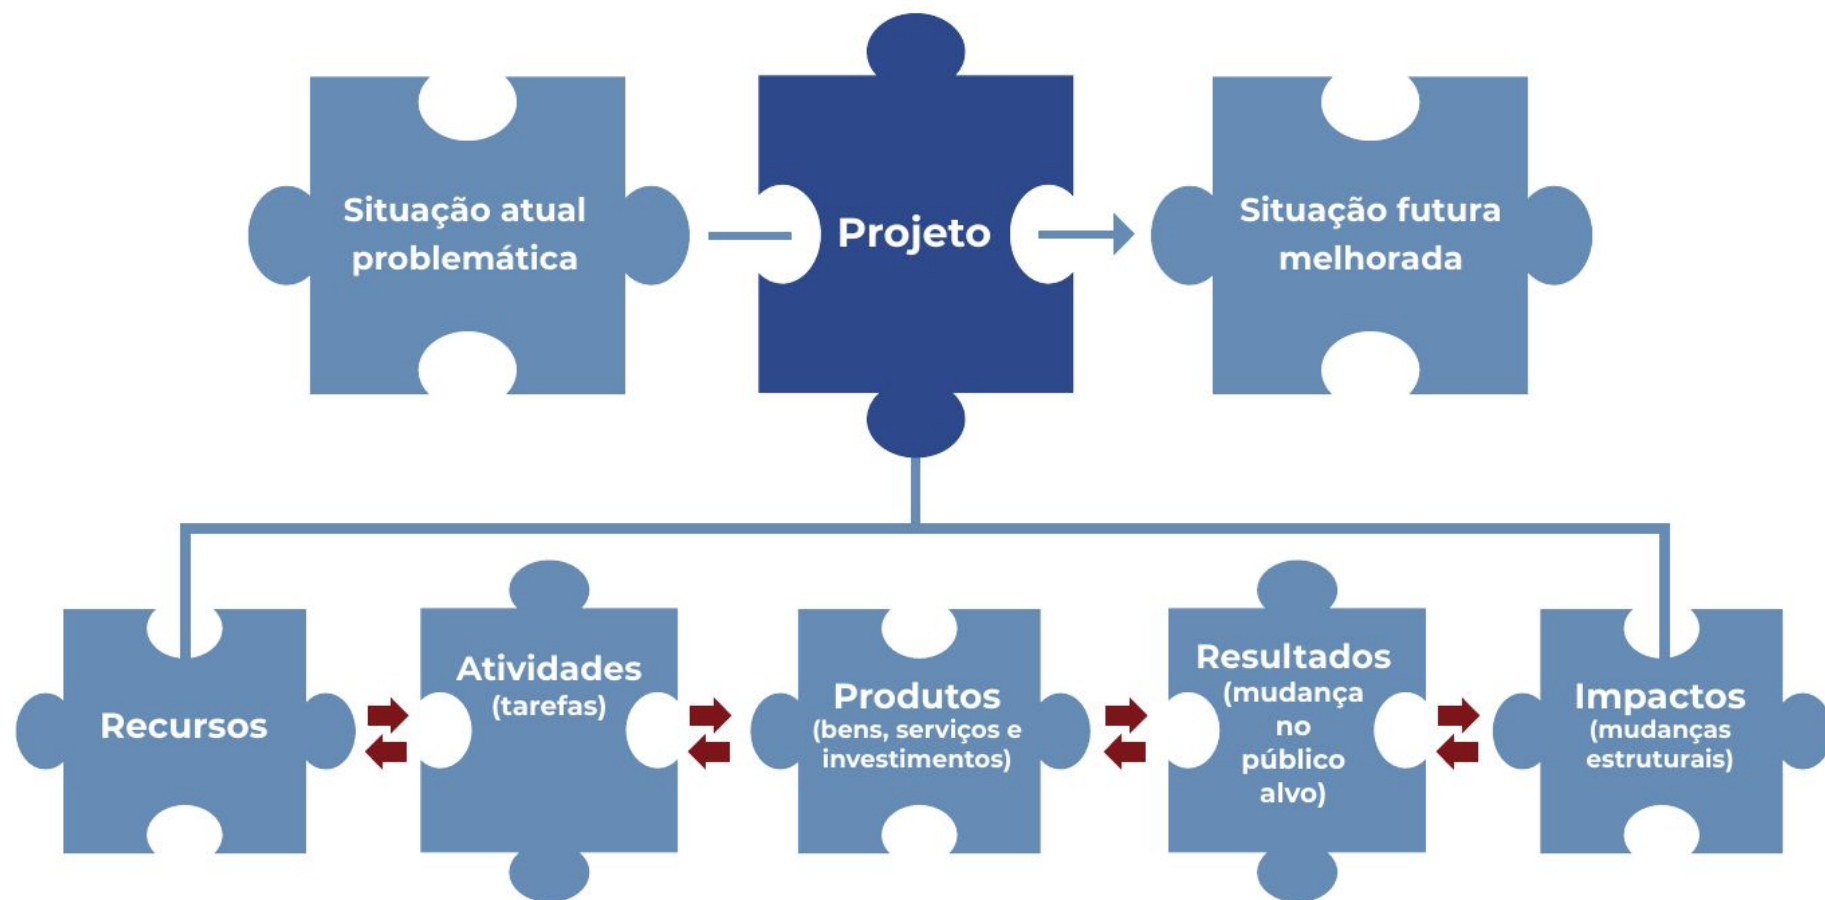 Situação atual
problemática
Projeto
Situação futura
melhorada
Recursos
Atividades
(tarefas)
Produtos
(bens, serviços e
investimentos)
Resultados
(mudança
no
público
alvo)
Impactos
(mudanças
estruturais)